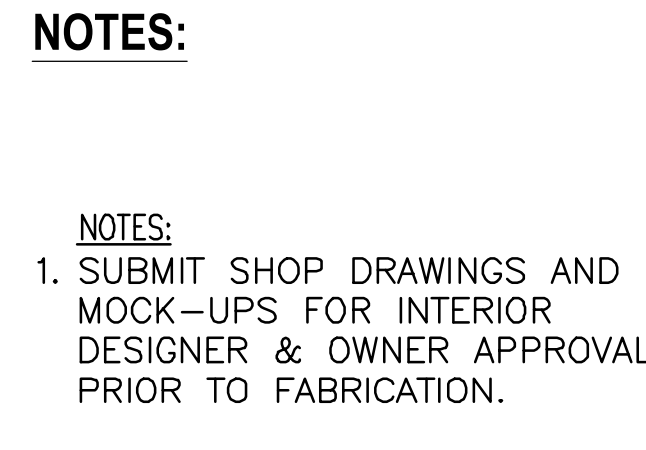 NOTES:
NOTES:
1. SUBMIT SHOP DRAWINGS AND
MOCK-UPS FOR INTERIOR
DESIGNER & OWNER APPROVAL
PRIOR TO FABRICATION.